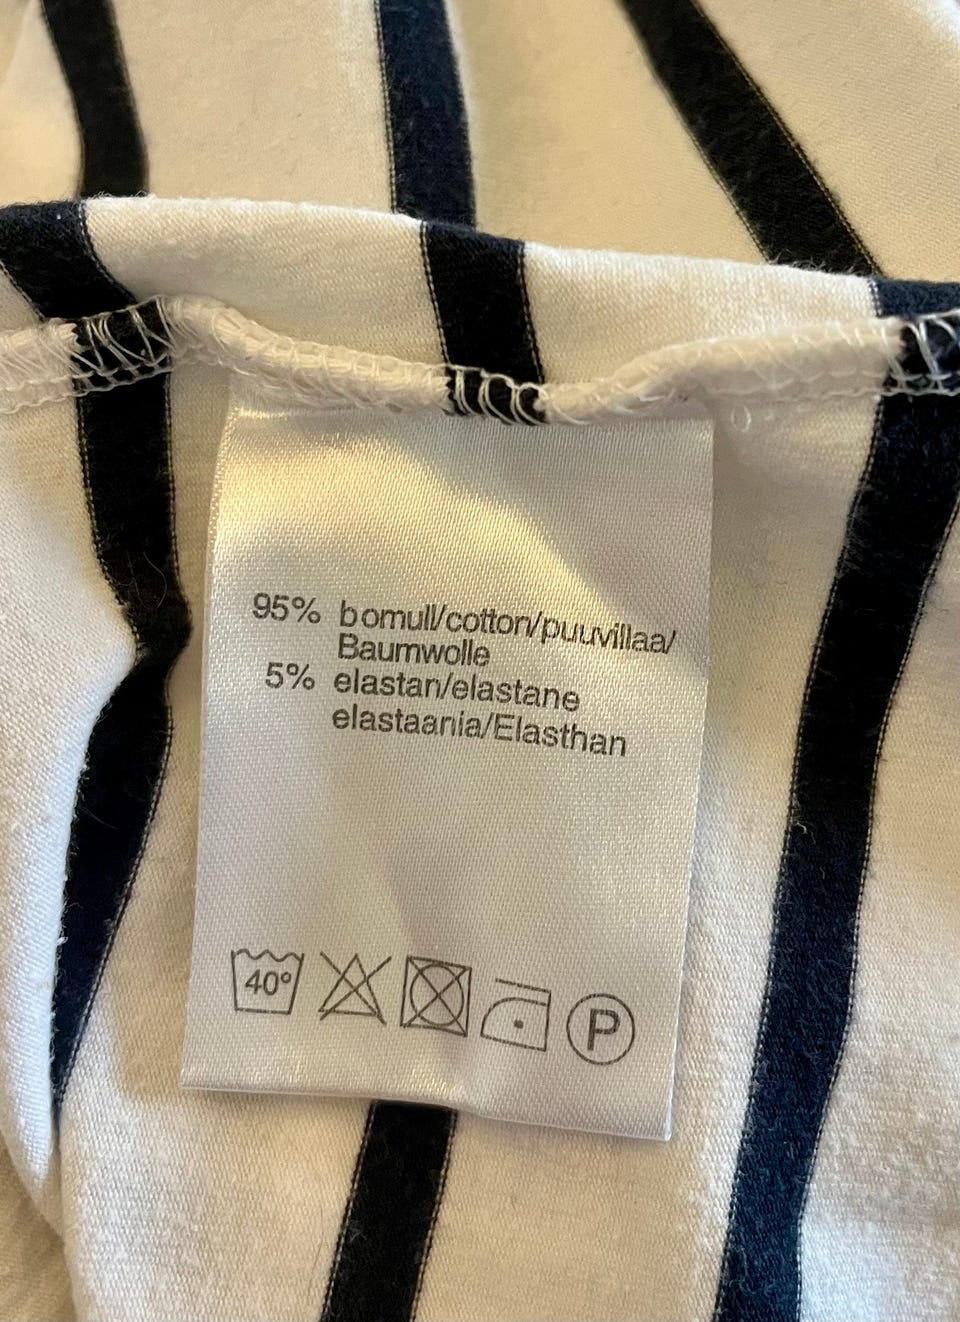 95% bomull/cotton/puuvillaa/
Baumwolle
5% elastan/elastane
elastaania/Elasthan
40° P